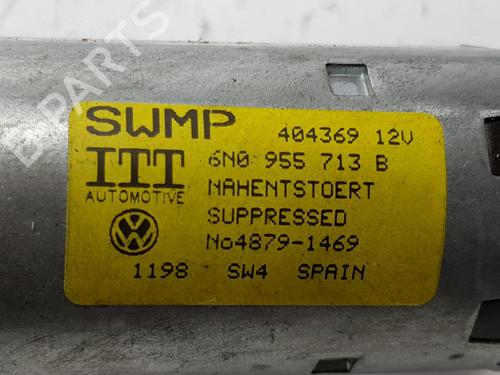 SWMP 404369 12V
ITT 6N0 955 713 B
AUTOMOTIVE NAHENTSTOERT
SUPPRESSED
No4879-1469
1198 SW4 SPAIN